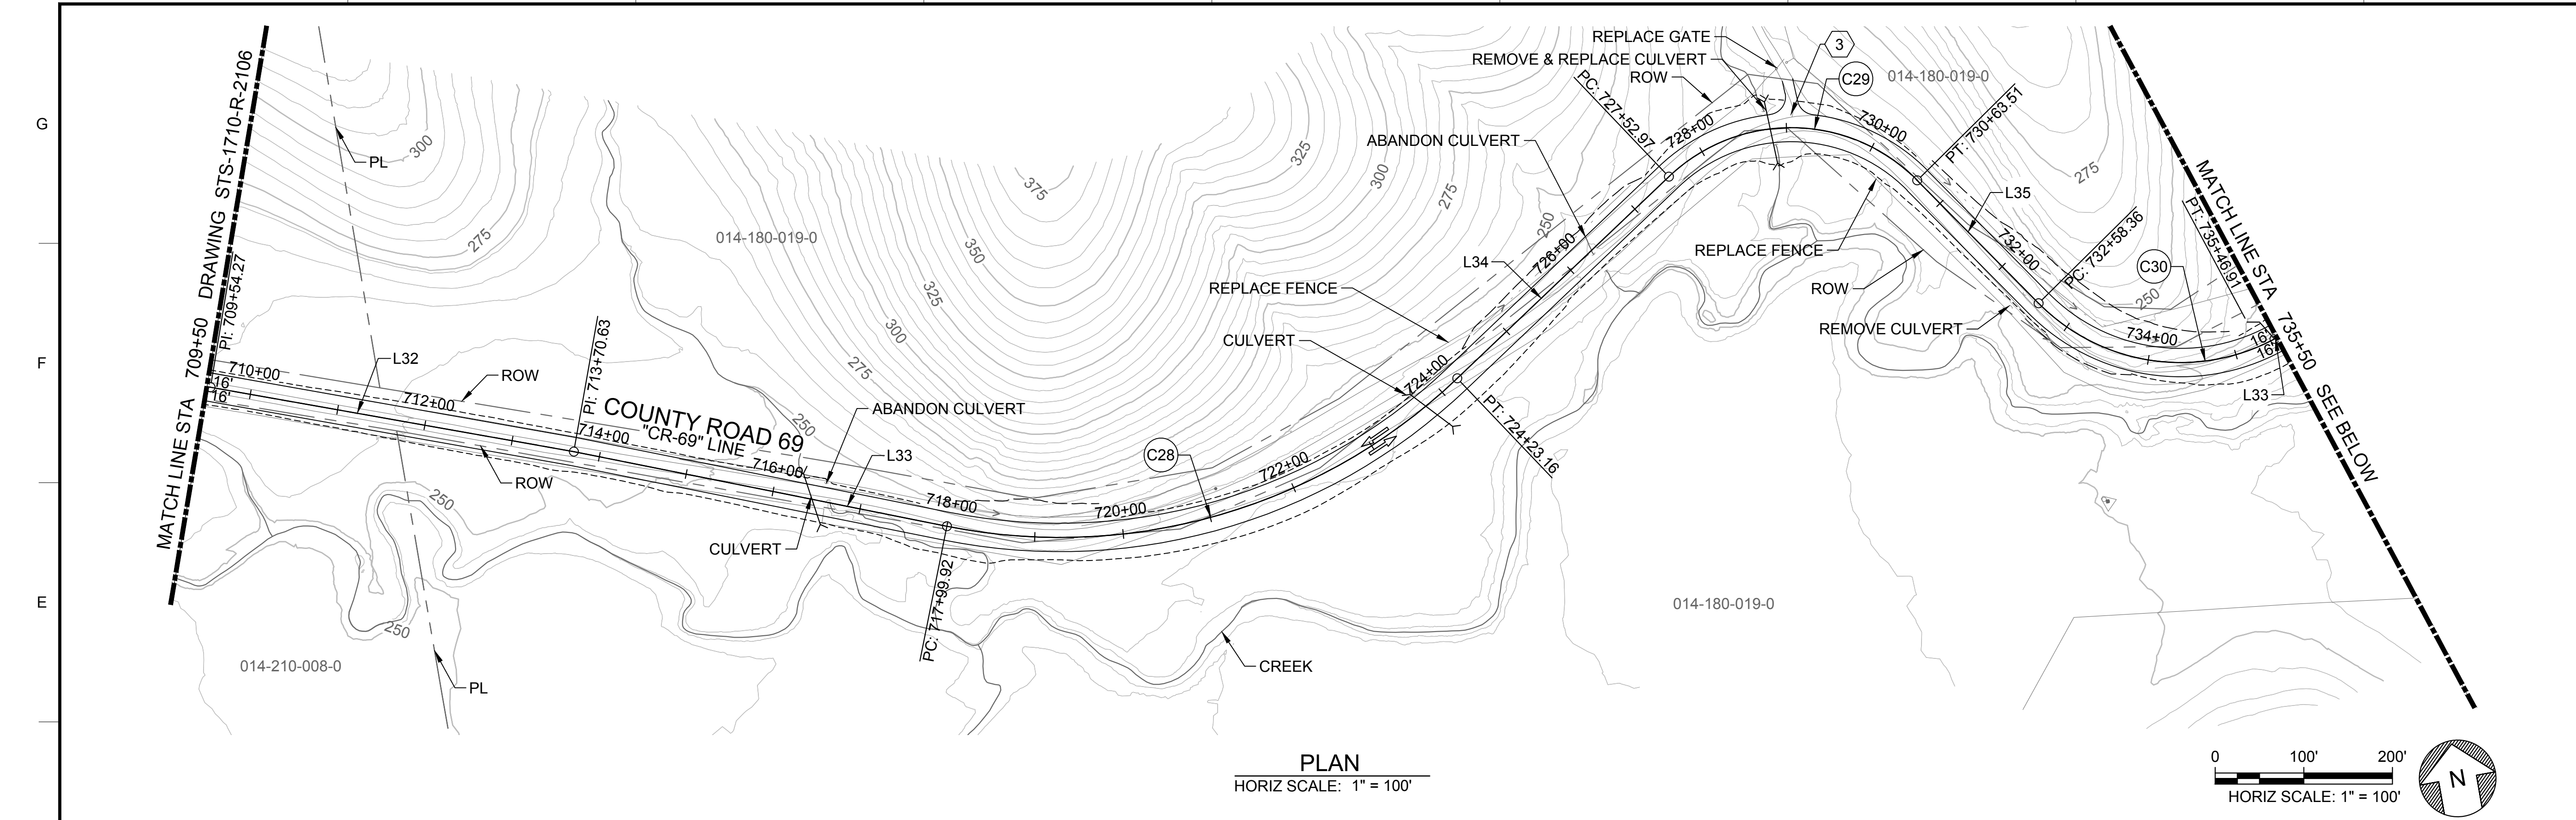 REPLACE GATE
3
REMOVE & REPLACE CULVERT
ROW
C29
014-180-019-0
PC: 727+52.97
PT: 730+63.51
G
728+00
730+00
ABANDON CULVERT
MATCH LINE STA 709+50 DRAWING STS-1710-R-2106
PL
300
325
300
275
375
275
MATCH LINE STA 735+50 SEE BELOW
L35
PT: 735+46.91
PC: 732+58.36
250
014-180-019-0
275
350
726+00
REPLACE FENCE
732+00
L34
C30
PI: 709+54.27
325
REPLACE FENCE
ROW
250
300
CULVERT
REMOVE CULVERT
734+00
16'
16'
F
L32
PI: 713+70.63
275
724+00
710+00
16'
16'
ROW
712+00
L33
COUNTY ROAD 69
"CR-69" LINE
ABANDON CULVERT
250
714+00
PT: 724+23.16
C28
L33
716+00
722+00
ROW
250
718+00
720+00
CULVERT
PC: 717+99.92
E
250
014-180-019-0
014-210-008-0
CREEK
PL
PLAN
HORIZ SCALE: 1" = 100'
0 100' 200'
HORIZ SCALE: 1" = 100'
N